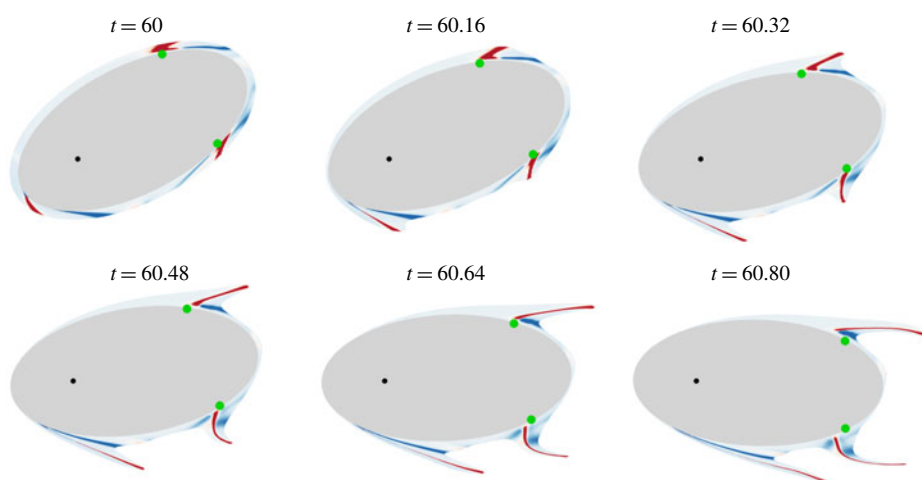 t = 60
t = 60.16
t = 60.32
t = 60.48
t = 60.64
t = 60.80